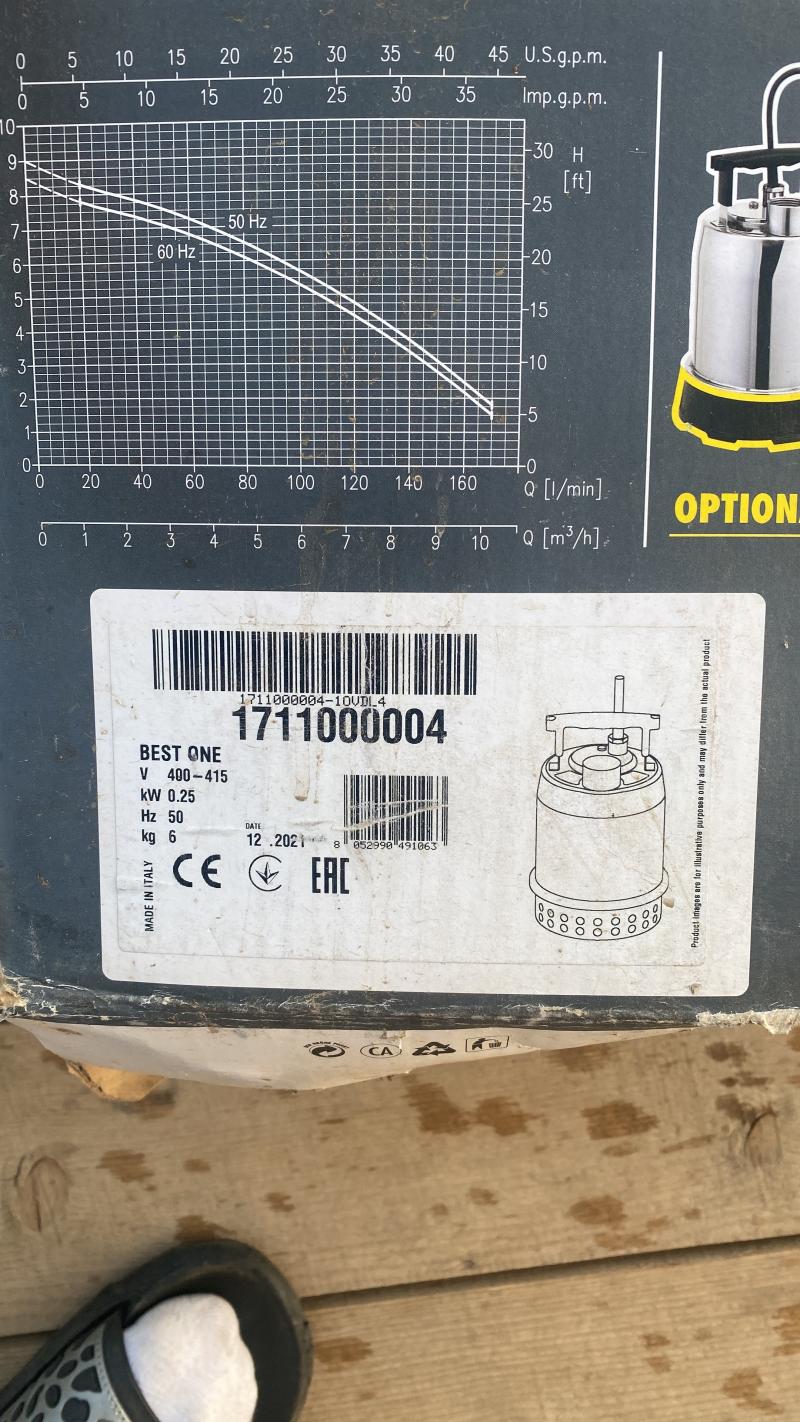 0 5 10 15 20 25 30 35 40 45 U.S.g.p.m.
0 5 10 15 20 25 30 35 Imp.g.p.m.
10
9
8
7
6
5
4
3
2
1
0
30 H
[ft]
25
20
15
10
5
0
50 Hz
60 Hz
0 20 40 60 80 100 120 140 160 Q [l/min]
0 1 2 3 4 5 6 7 8 9 10 Q [m³/h]
OPTIONA
1711000004-10VDL4
1711000004
BEST ONE
V 400-415
kW 0.25
Hz 50
kg 6
DATE
12 .2021
8 052990 491063
MADE IN ITALY
CE
EAC
Product images are for illustrative purposes only and may differ from the actual product
CA